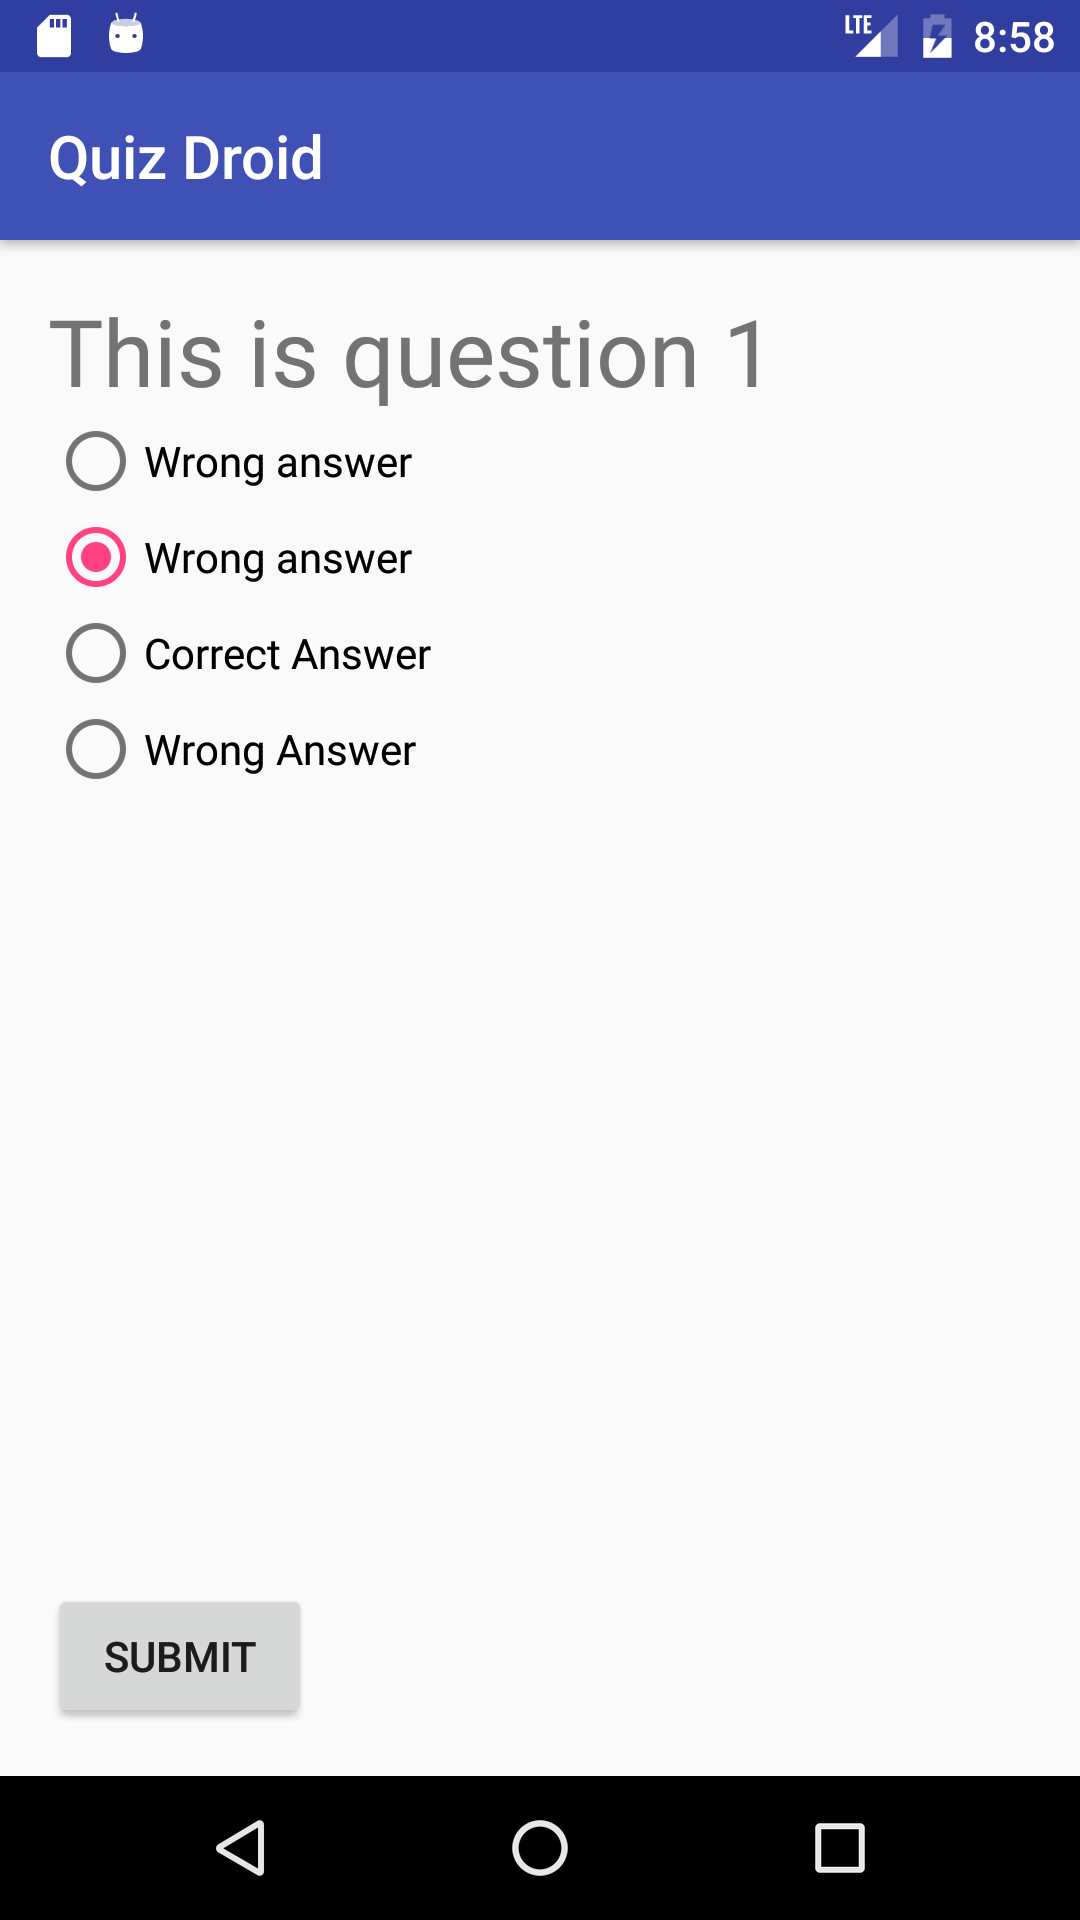 LTE 8:58
Quiz Droid
This is question 1
Wrong answer
Wrong answer
Correct Answer
Wrong Answer
SUBMIT